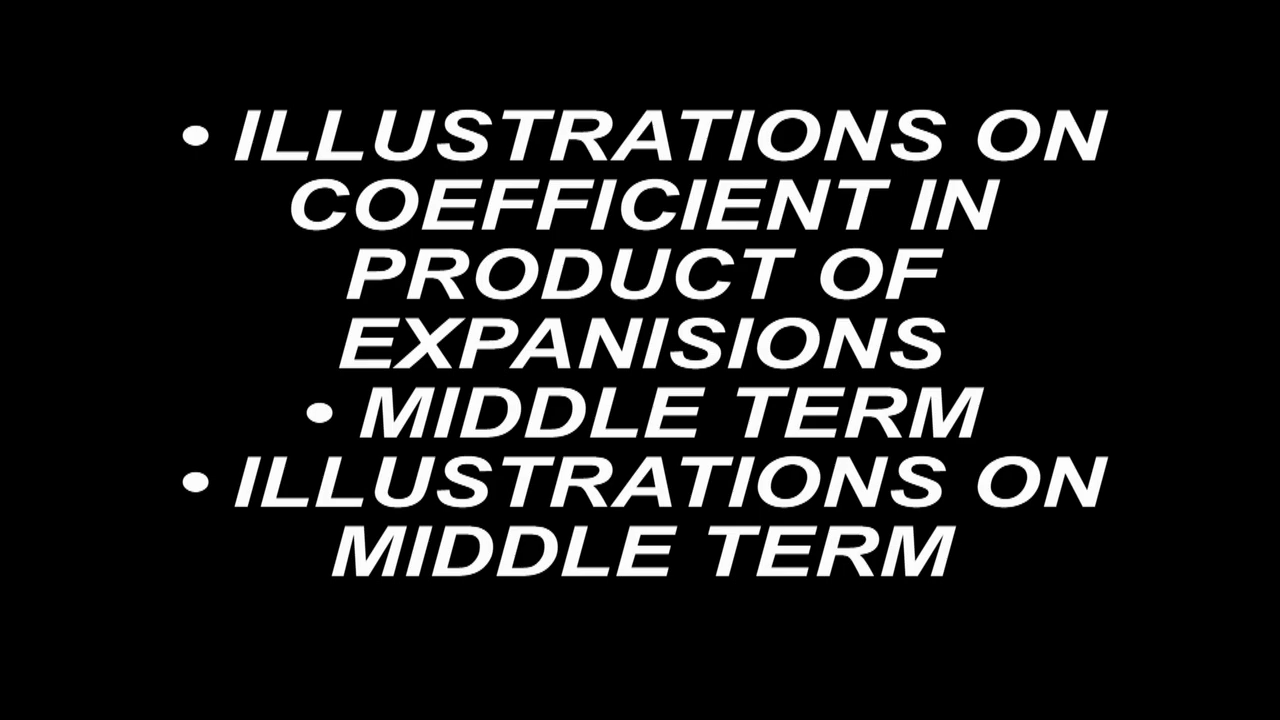 • ILLUSTRATIONS ON
COEFFICIENT IN
PRODUCT OF
EXPANISIONS
• MIDDLE TERM
• ILLUSTRATIONS ON
MIDDLE TERM